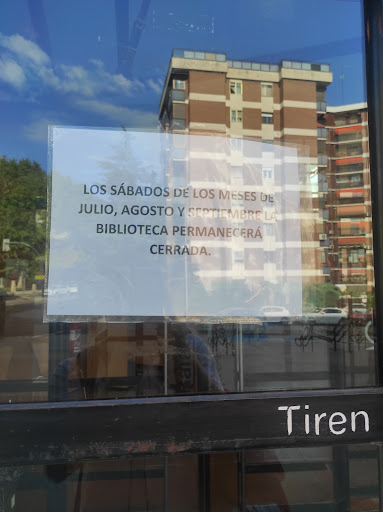 LOS SÁBADOS DE LOS MESES DE
JULIO, AGOSTO Y SEPTIEMBRE LA
BIBLIOTECA PERMANECERÁ
CERRADA.
Tiren